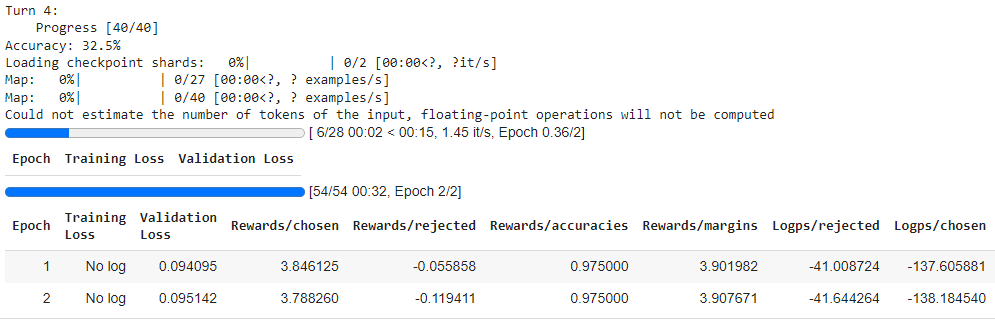 Turn 4:
Progress [40/40]
Accuracy: 32.5%
Loading checkpoint shards:   0%|          | 0/2 [00:00<?, ?it/s]
Map:   0%|          | 0/27 [00:00<?, ? examples/s]
Map:   0%|          | 0/40 [00:00<?, ? examples/s]
Could not estimate the number of tokens of the input, floating-point operations will not be computed
[ 6/28 00:02 < 00:15, 1.45 it/s, Epoch 0.36/2]
Epoch Training Loss Validation Loss
[54/54 00:32, Epoch 2/2]
Epoch Training Loss Validation Loss Rewards/chosen Rewards/rejected Rewards/accuracies Rewards/margins Logps/rejected Logps/chosen
1 No log 0.094095 3.846125 -0.055858 0.975000 3.901982 -41.008724 -137.605881
2 No log 0.095142 3.788260 -0.119411 0.975000 3.907671 -41.644264 -138.184540